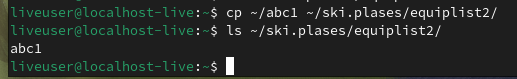 liveuser@localhost-live:~$ cp ~/abc1 ~/ski.plases/equiplist2/
liveuser@localhost-live:~$ ls ~/ski.plases/equiplist2/
abc1
liveuser@localhost-live:~$